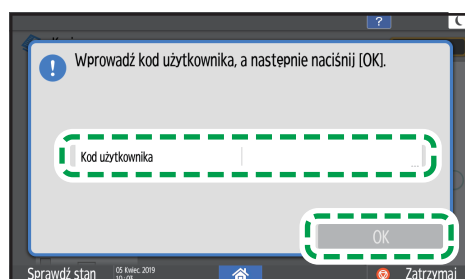 ?
Wprowadź kod użytkownika, a następnie naciśnij [OK].
Kod użytkownika
...
OK
Sprawdź stan
05 Kwiec. 2019
Zatrzymaj